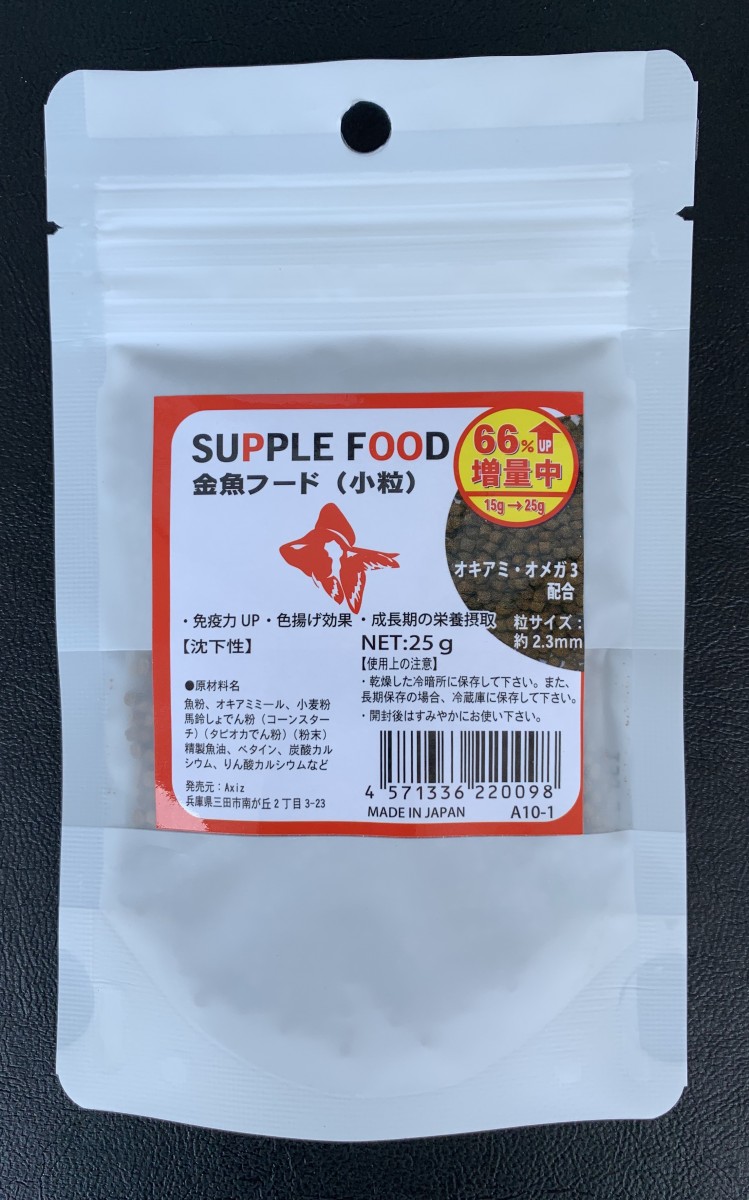 SUPPLE FOOD
金魚フード（小粒）
66%UP
増量中
15g→25g
オキアミ・オメガ3
配合
・免疫力UP・色揚げ効果・成長期の栄養摂取
粒サイズ：
約2.3mm
【沈下性】
NET:25g
【使用上の注意】
・乾燥した冷暗所に保存して下さい。また、
長期保存の場合、冷蔵庫に保存して下さい。
・開封後はすみやかにお使い下さい。
●原材料名
魚粉、オキアミミール、小麦粉
馬鈴しょでん粉（コーンスター
チ）（タピオカでん粉）（粉末）
精製魚油、ベタイン、炭酸カル
シウム、りん酸カルシウムなど
発売元：Axiz
兵庫県三田市南が丘2丁目3-23
4 571336 220098
MADE IN JAPAN A10-1